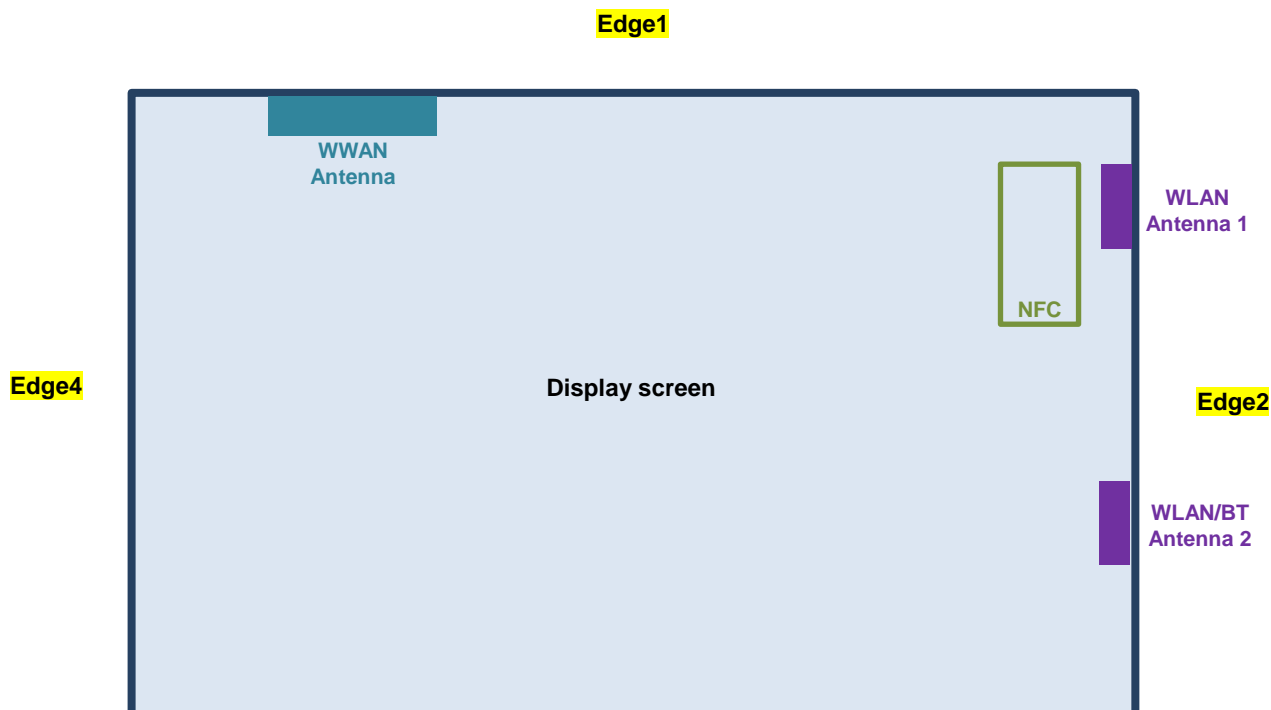 Edge1
WWAN
Antenna
WLAN
Antenna 1
NFC
Edge4
Display screen
Edge2
WLAN/BT
Antenna 2